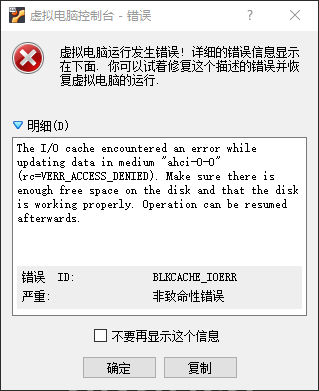 虚拟电脑控制台 - 错误
虚拟电脑运行发生错误! 详细的错误信息显示
在下面. 你可以试着修复这个描述的错误并恢
复虚拟电脑的运行.
明细(D)
The I/O cache encountered an error while
updating data in medium "ahci-0-0"
(rc=VERR_ACCESS_DENIED). Make sure there is
enough free space on the disk and that the disk
is working properly. Operation can be resumed
afterwards.
错误 ID: BLKCACHE_IOERR
严重: 非致命性错误
不要再显示这个信息
确定 复制